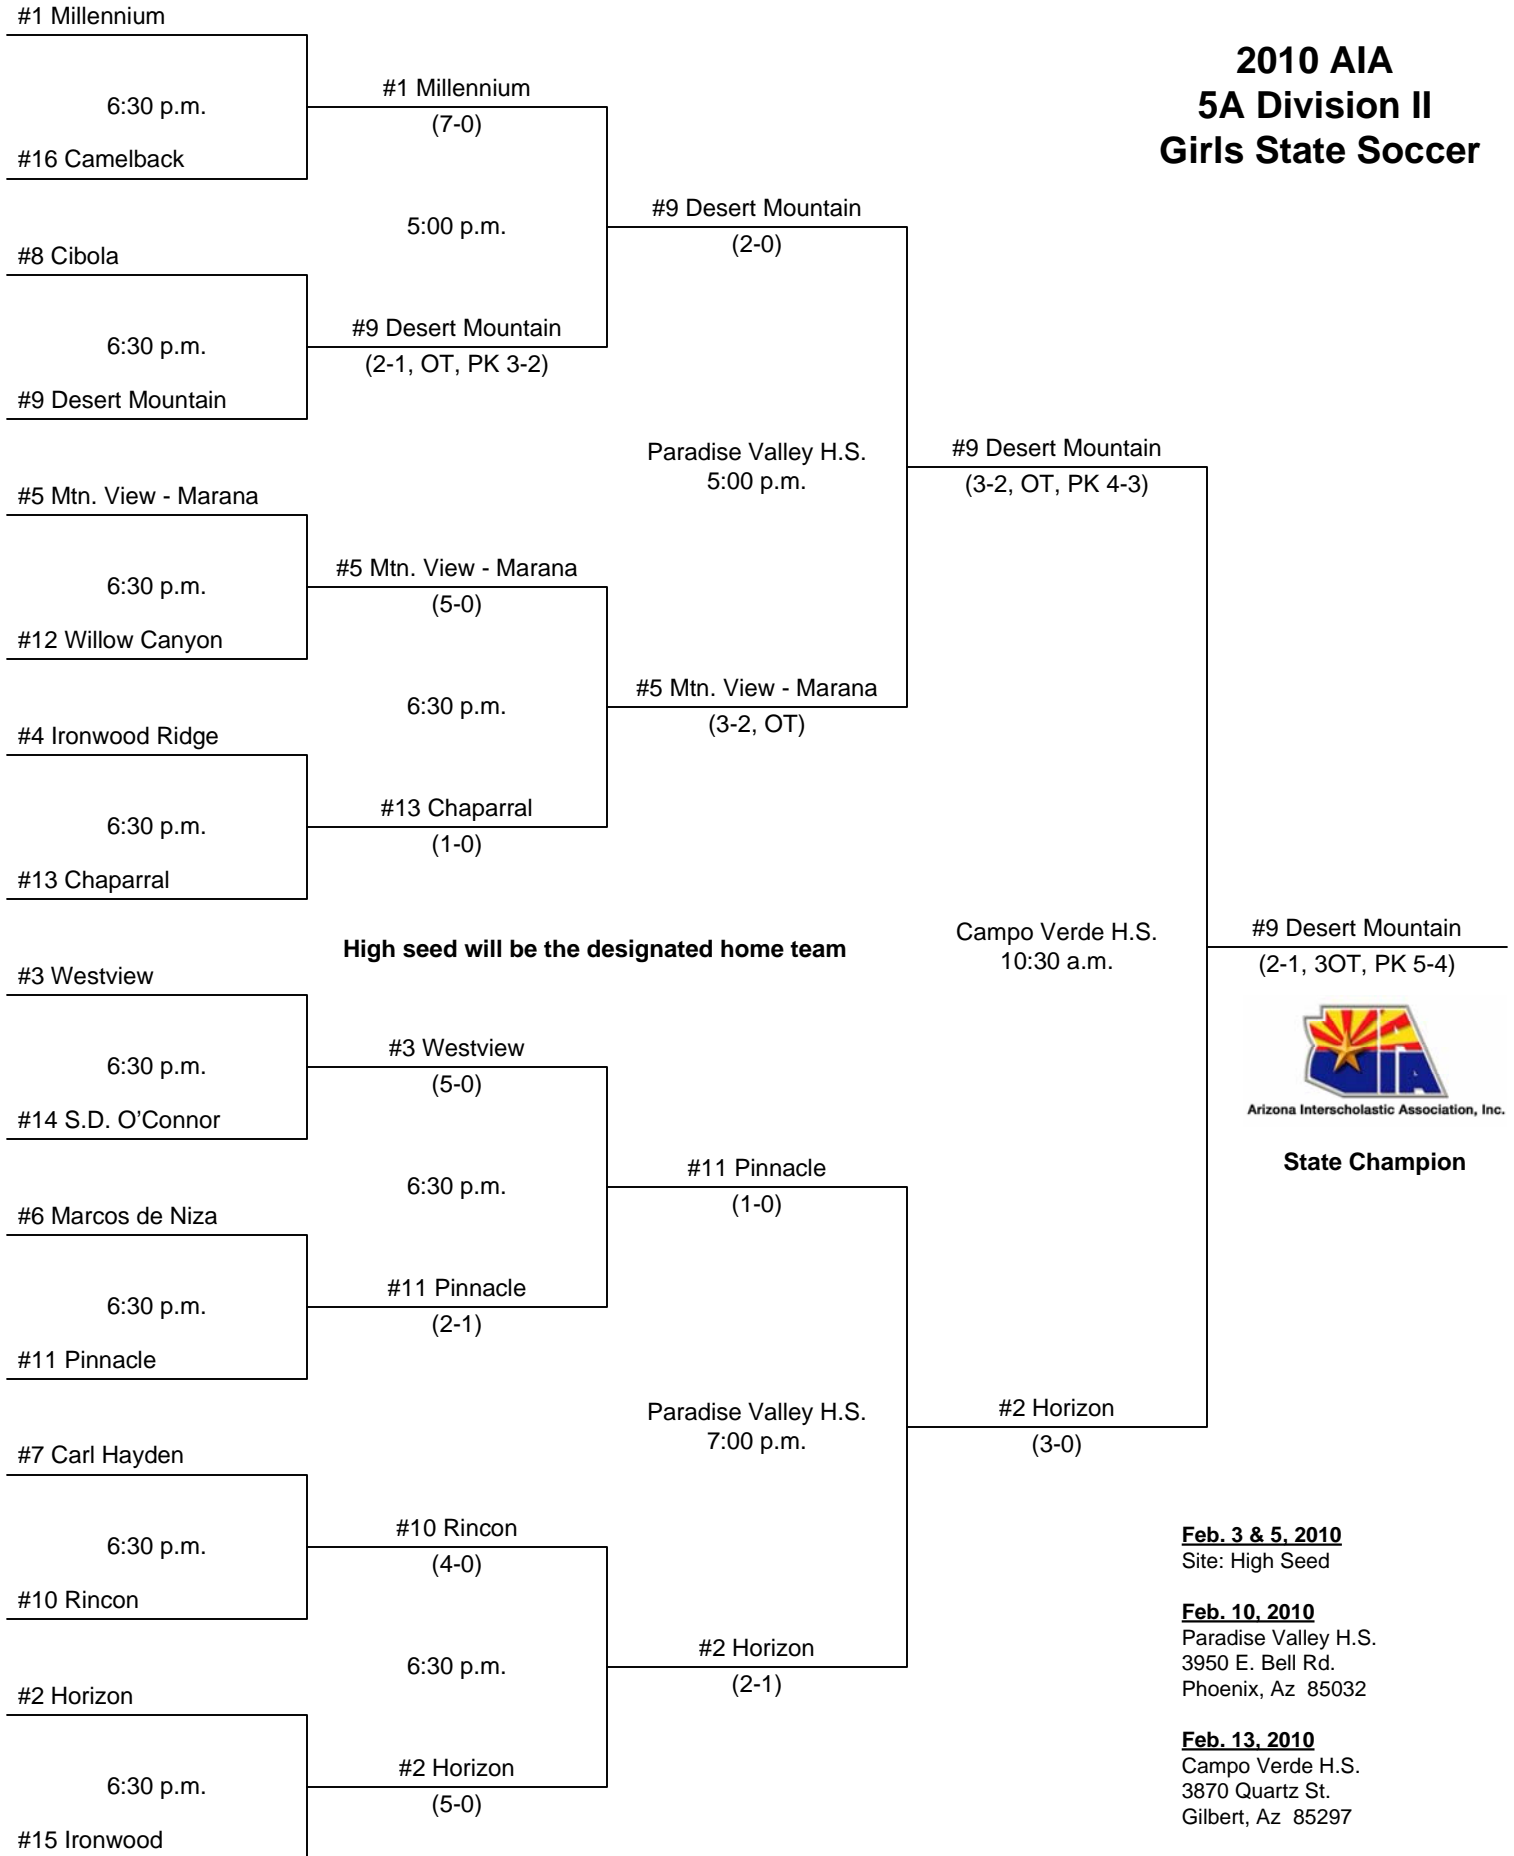 #1 Millennium
2010 AIA
5A Division II
Girls State Soccer
#1 Millennium
6:30 p.m.
(7-0)
#16 Camelback
#9 Desert Mountain
5:00 p.m.
(2-0)
#8 Cibola
#9 Desert Mountain
6:30 p.m.
(2-1, OT, PK 3-2)
#9 Desert Mountain
Paradise Valley H.S.
5:00 p.m.
#9 Desert Mountain
(3-2, OT, PK 4-3)
#5 Mtn. View - Marana
#5 Mtn. View - Marana
6:30 p.m.
(5-0)
#12 Willow Canyon
#5 Mtn. View - Marana
6:30 p.m.
(3-2, OT)
#4 Ironwood Ridge
#13 Chaparral
6:30 p.m.
(1-0)
#13 Chaparral
High seed will be the designated home team
Campo Verde H.S.
10:30 a.m.
#9 Desert Mountain
(2-1, 3OT, PK 5-4)
#3 Westview
AIA
Arizona Interscholastic Association, Inc.
State Champion
#3 Westview
6:30 p.m.
(5-0)
#14 S.D. O'Connor
#11 Pinnacle
6:30 p.m.
(1-0)
#6 Marcos de Niza
#11 Pinnacle
6:30 p.m.
(2-1)
#11 Pinnacle
Paradise Valley H.S.
7:00 p.m.
#2 Horizon
(3-0)
#7 Carl Hayden
#10 Rincon
6:30 p.m.
(4-0)
#10 Rincon
#2 Horizon
6:30 p.m.
(2-1)
#2 Horizon
#2 Horizon
6:30 p.m.
(5-0)
#15 Ironwood
Feb. 3 & 5, 2010
Site: High Seed
Feb. 10, 2010
Paradise Valley H.S.
3950 E. Bell Rd.
Phoenix, Az 85032
Feb. 13, 2010
Campo Verde H.S.
3870 Quartz St.
Gilbert, Az 85297